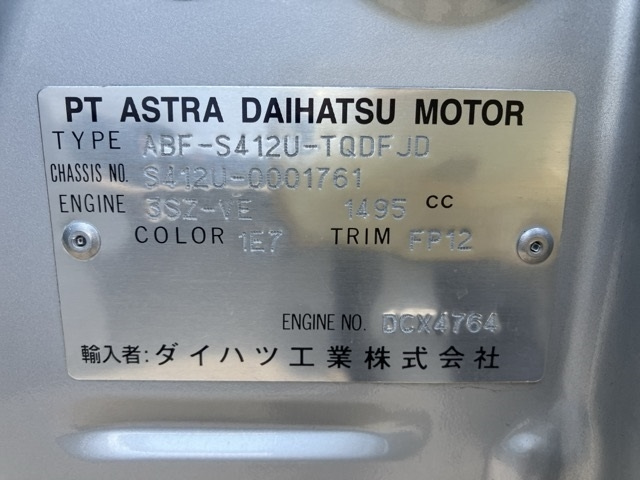 PT ASTRA DAIHATSU MOTOR
TYPE ABF-S412U-TQDFJD
CHASSIS NO. S412U-0001761
ENGINE 3SZ-VE 1495 CC
COLOR 1E7 TRIM FP12
ENGINE NO. DCX4764
輸入者: ダイハツ工業株式会社